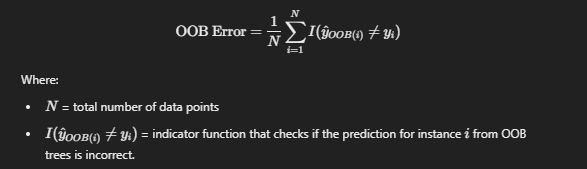 OOB Error = \frac{1}{N} \sum_{i=1}^{N} I(\hat{y}_{OOB(i)} \neq y_i)
Where:
• N = total number of data points
• I(\hat{y}_{OOB(i)} \neq y_i) = indicator function that checks if the prediction for instance i from OOB
trees is incorrect.